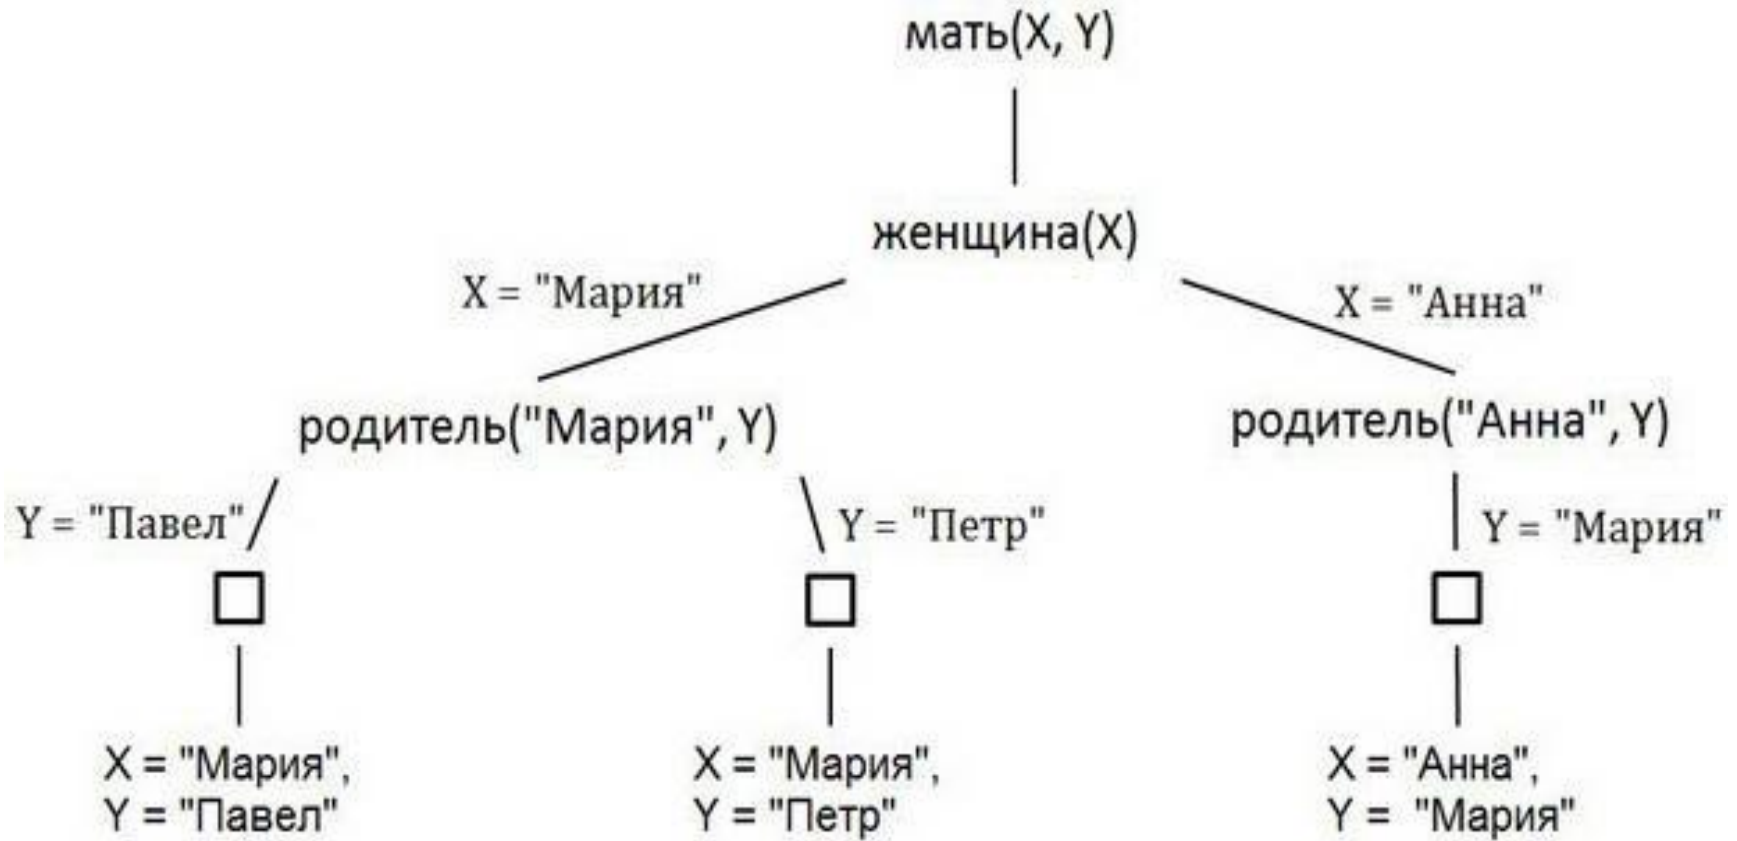 мать(X, Y)
женщина(X)
X = "Мария"
X = "Анна"
родитель("Мария", Y)
родитель("Анна", Y)
Y = "Павел"
Y = "Петр"
Y = "Мария"
X = "Мария",
Y = "Павел"
X = "Мария",
Y = "Петр"
X = "Анна",
Y = "Мария"